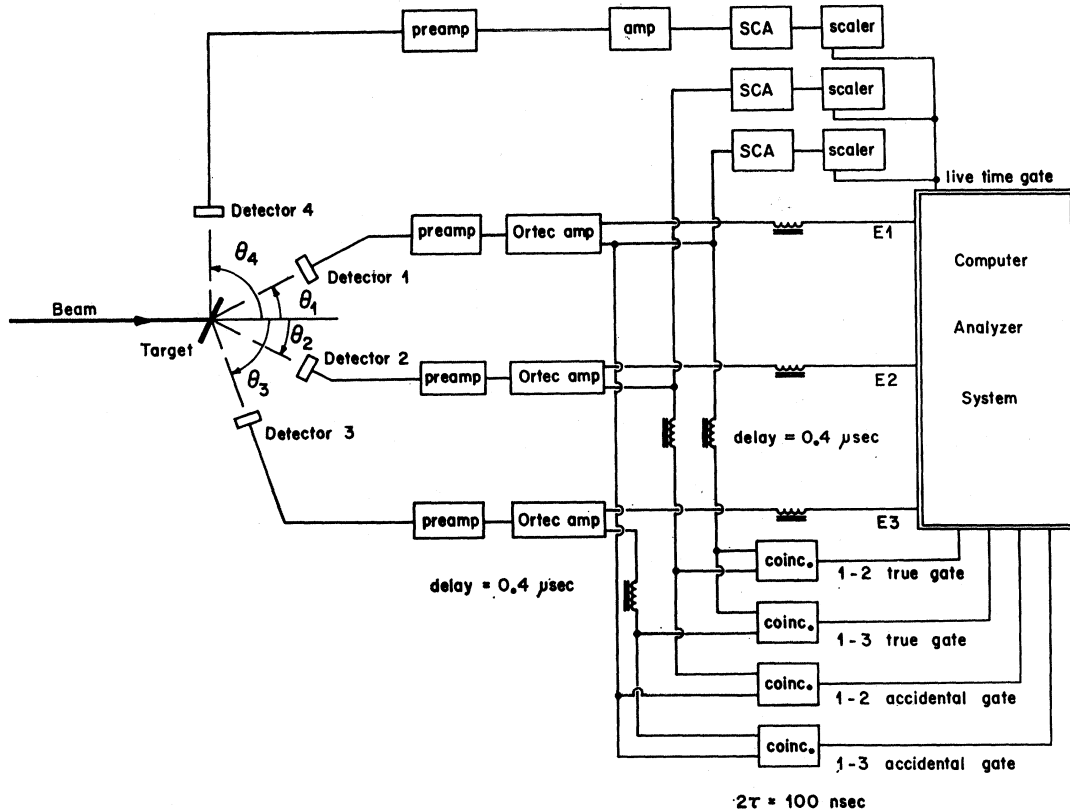 preamp
amp
SCA
scaler
SCA
scaler
SCA
scaler
live time gate
Detector 4
preamp
Ortec amp
E1
θ4
Detector 1
Computer
θ1
Beam
Analyzer
θ2
Target
Detector 2
E2
θ3
preamp
Ortec amp
System
Detector 3
delay = 0.4 µsec
preamp
Ortec amp
E3
coinc.
1-2 true gate
delay = 0.4 µsec
coinc.
1-3 true gate
coinc.
1-2 accidental gate
coinc.
1-3 accidental gate
2τ = 100 nsec